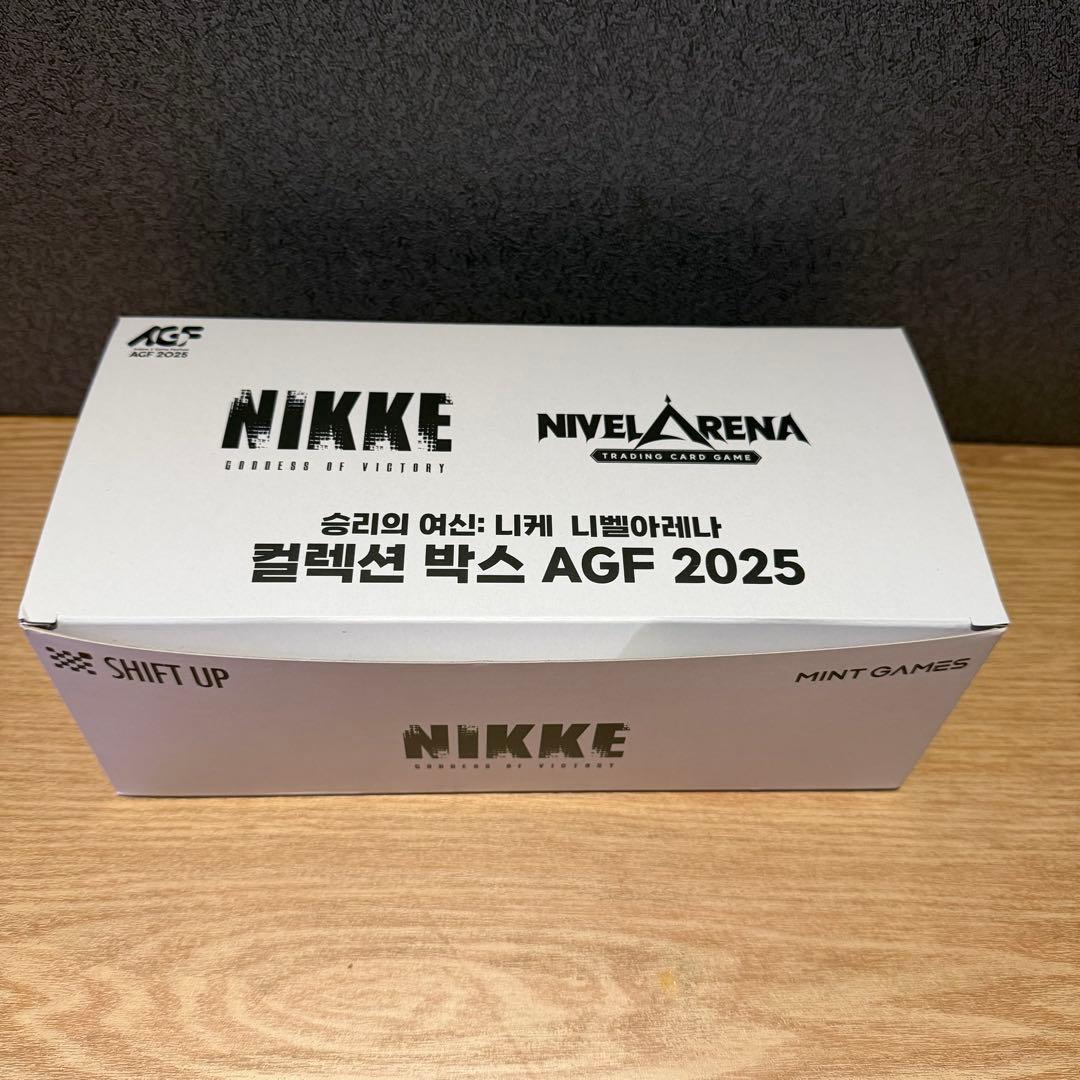 AGF
AGF 2025
NIKKE
GODDESS OF VICTORY
NIVEL ARENA
TRADING CARD GAME
승리의 여신: 니케 니벨아레나
컬렉션 박스 AGF 2025
SHIFT UP
MINT GAMES
NIKKE
GODDESS OF VICTORY